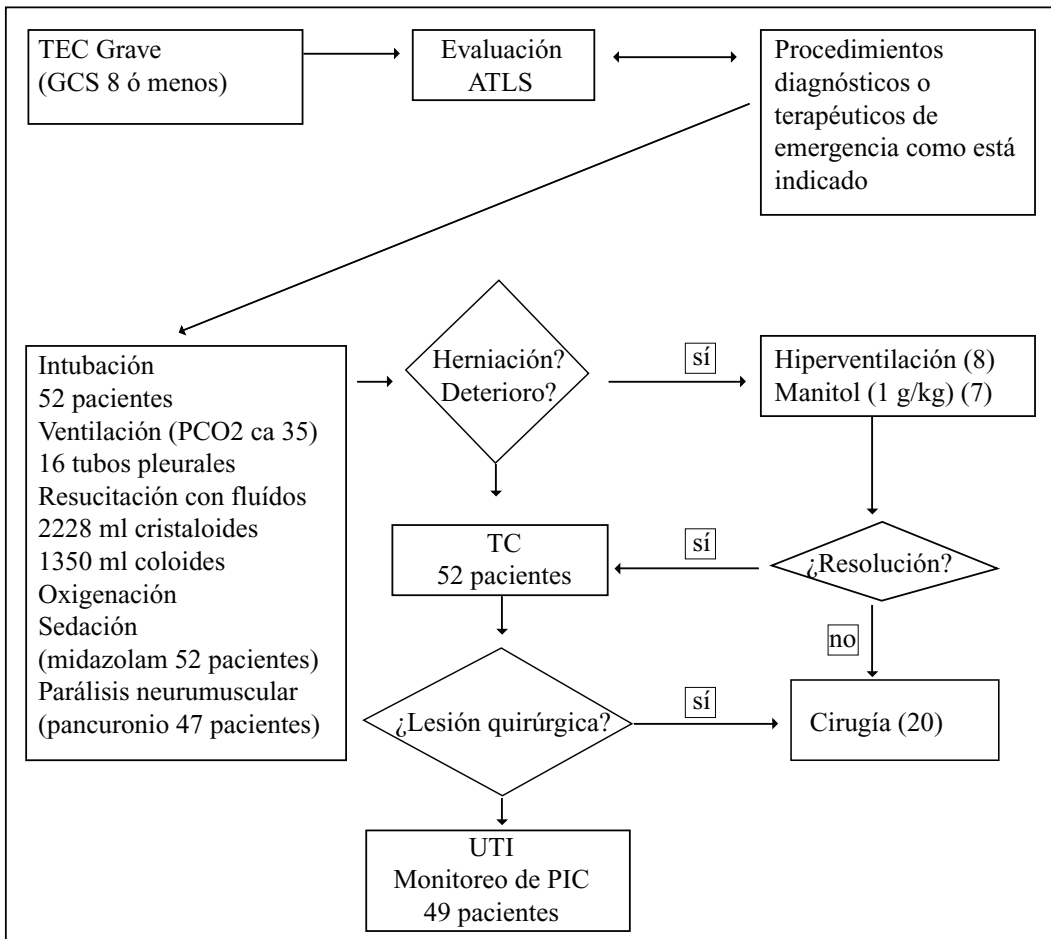 TEC Grave
(GCS 8 ó menos)
Evaluación
ATLS
Procedimientos
diagnósticos o
terapéuticos de
emergencia como está
indicado
Intubación
52 pacientes
Ventilación (PCO2 ca 35)
16 tubos pleurales
Resucitación con fluídos
2228 ml cristaloides
1350 ml coloides
Oxigenación
Sedación
(midazolam 52 pacientes)
Parálisis neurumuscular
(pancuronio 47 pacientes)
Herniación?
Deterioro?
sí
Hiperventilación (8)
Manitol (1 g/kg) (7)
TC
52 pacientes
sí
¿Resolución?
no
¿Lesión quirúrgica?
sí
Cirugía (20)
UTI
Monitoreo de PIC
49 pacientes